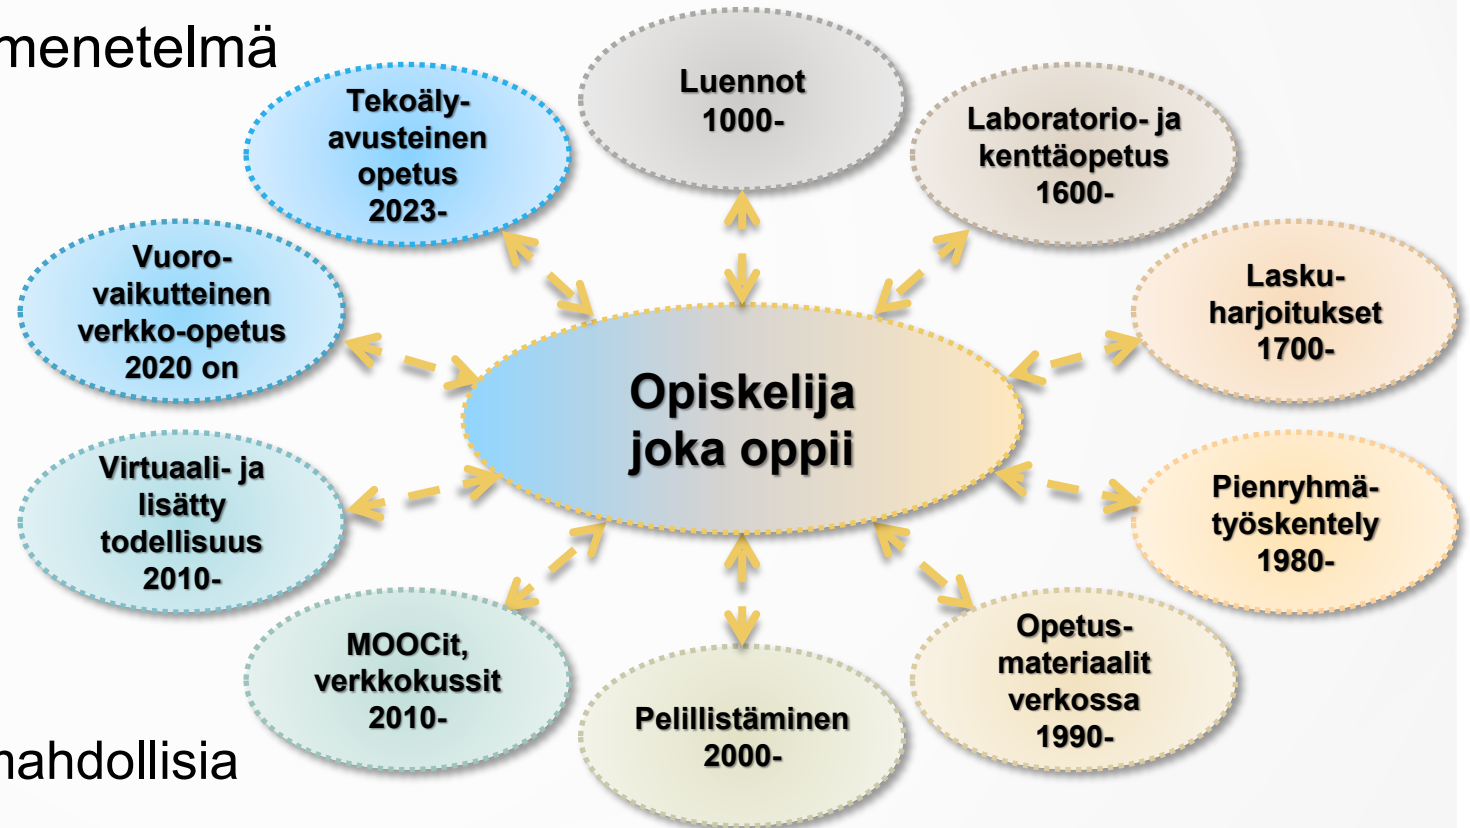 menetelmä
Luennot
1000-
Laboratorio- ja
kenttäopetus
1600-
Lasku-
harjoitukset
1700-
Pienryhmä-
työskentely
1980-
Opetus-
materiaalit
verkossa
1990-
Pelillistäminen
2000-
MOOCit,
verkkokussit
2010-
Virtuaali- ja
lisätty
todellisuus
2010-
Vuoro-
vaikutteinen
verkko-opetus
2020 on
Tekoäly-
avusteinen
opetus
2023-
Opiskelija
joka oppii
mahdollisia